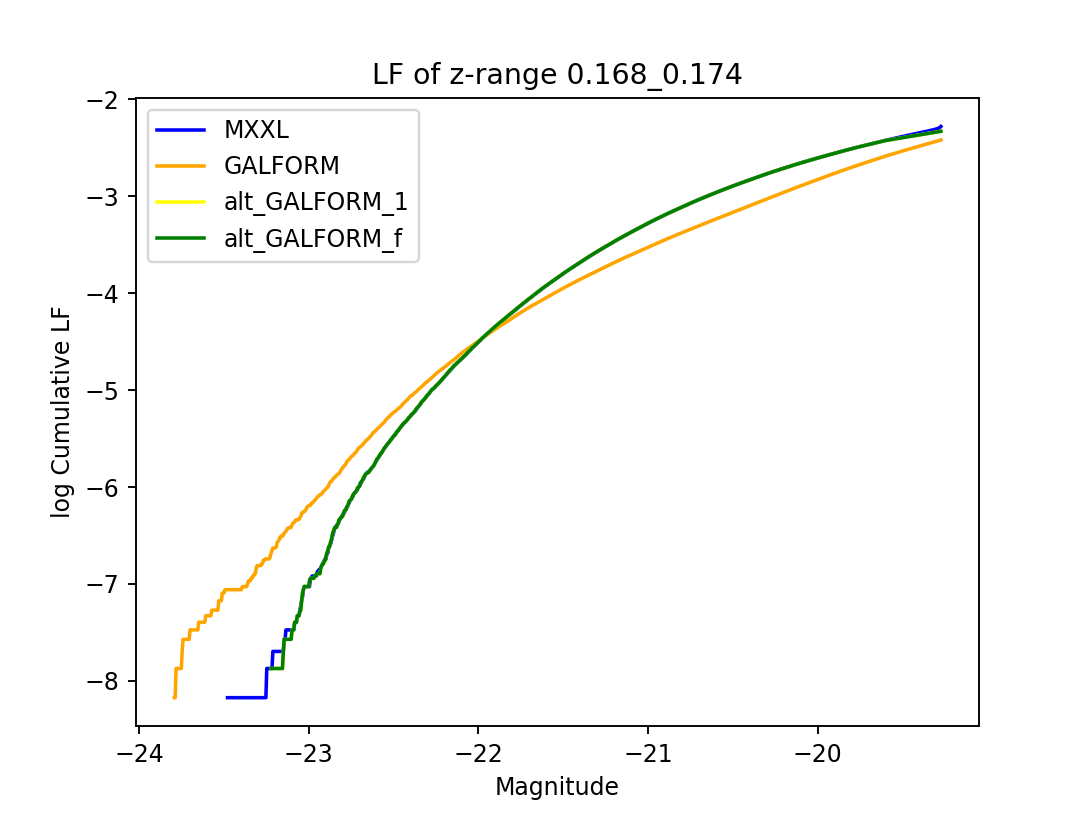 LF of z-range 0.168_0.174
−2
MXXL
GALFORM
alt_GALFORM_1
alt_GALFORM_f
−3
−4
−5
−6
−7
−8
log Cumulative LF
−24
−23
−22
−21
−20
Magnitude